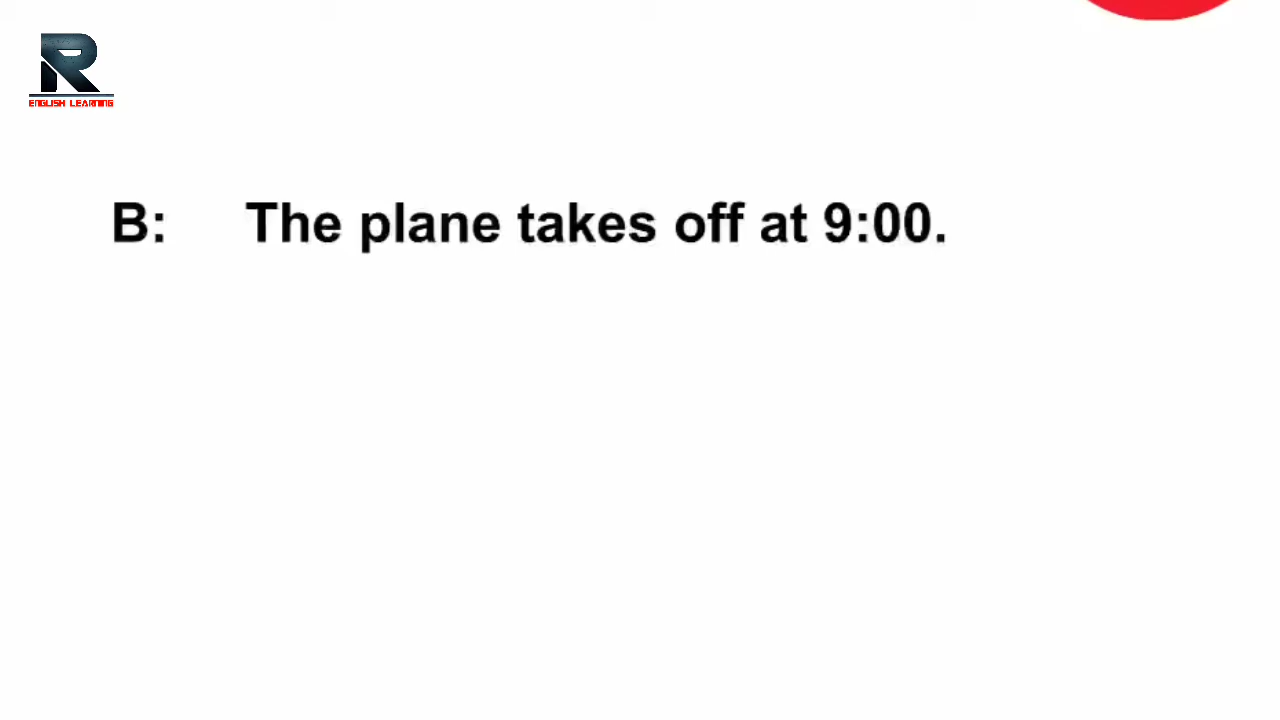 R
ENGLISH LEARNING
B: The plane takes off at 9:00.